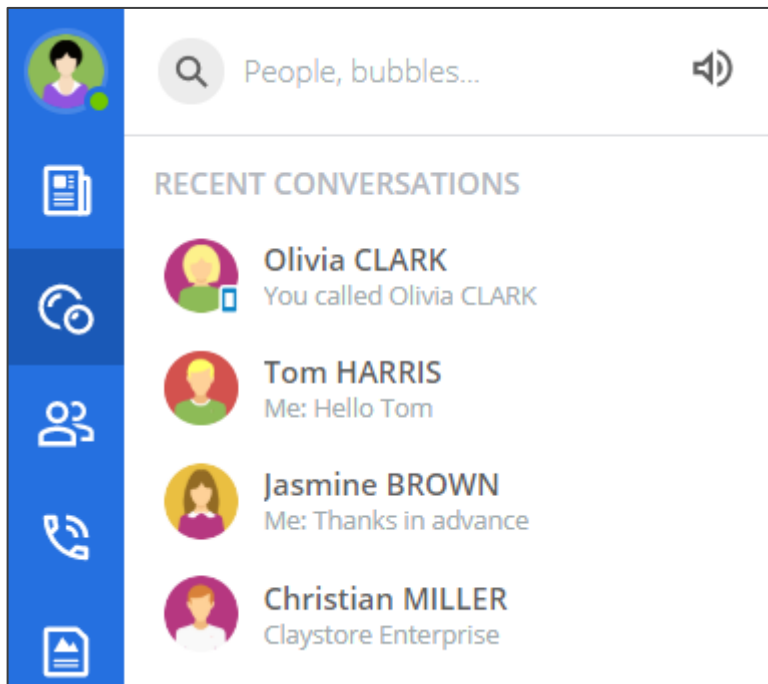 People, bubbles...
RECENT CONVERSATIONS
Olivia CLARK
You called Olivia CLARK
Tom HARRIS
Me: Hello Tom
Jasmine BROWN
Me: Thanks in advance
Christian MILLER
Claystore Enterprise